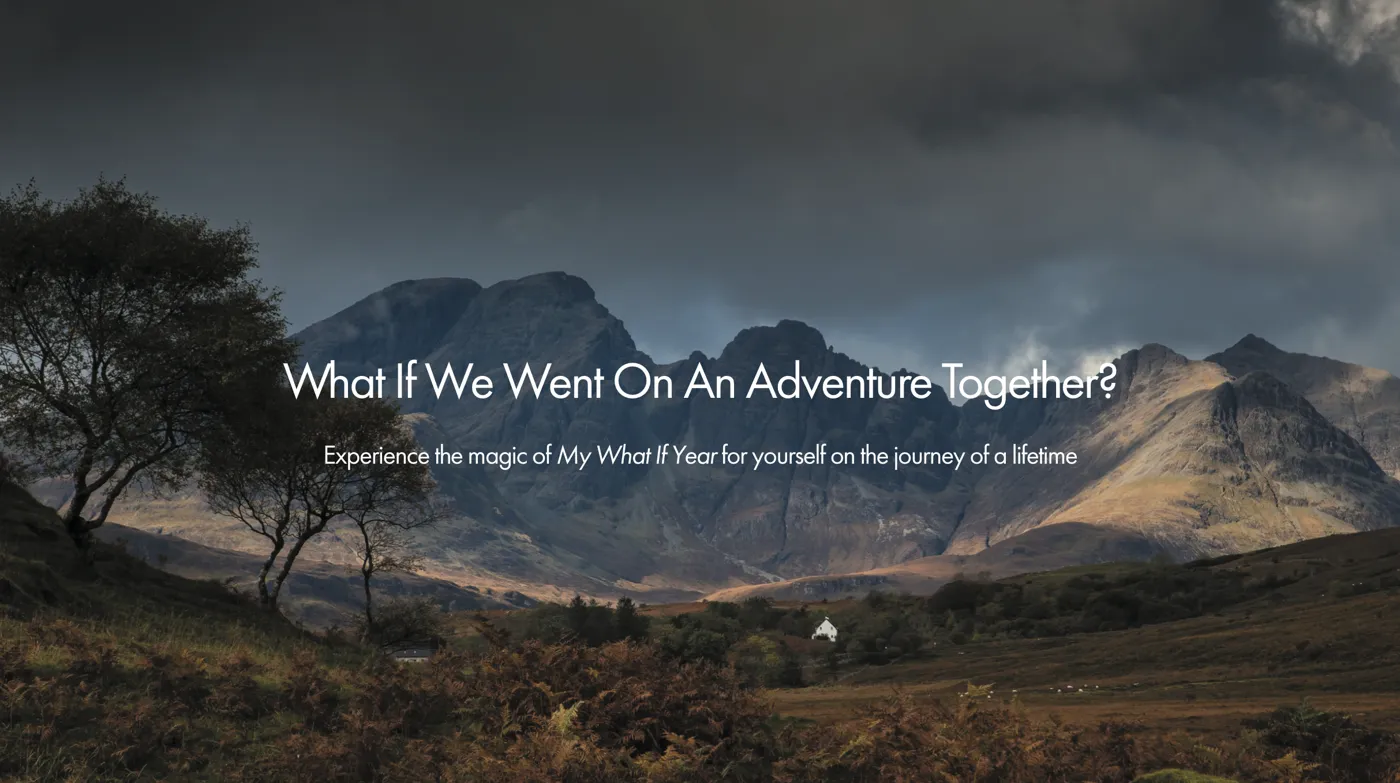 What If We Went On An Adventure Together?
Experience the magic of My What If Year for yourself on the journey of a lifetime